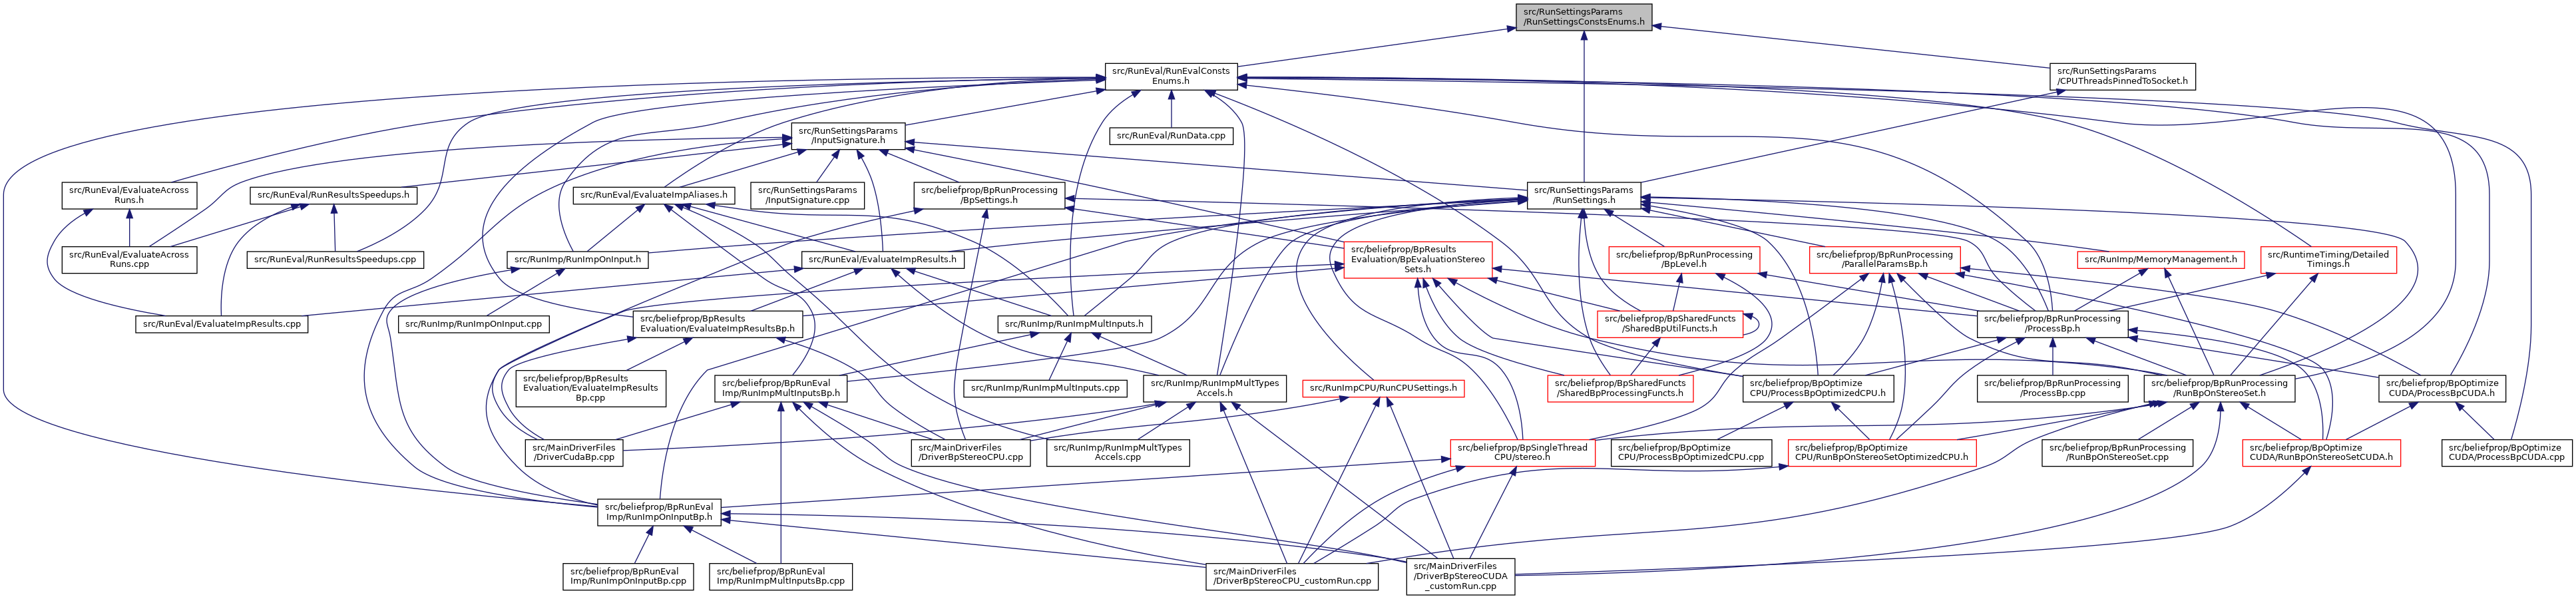 src/RunSettingsParams
/RunSettingsConstsEnums.h
src/RunEval/RunEvalConsts
Enums.h
src/RunSettingsParams
/CPUThreadsPinnedToSocket.h
src/RunSettingsParams
/InputSignature.h
src/RunEval/RunData.cpp
src/RunEval/EvaluateAcross
Runs.h
src/RunEval/RunResultsSpeedups.h
src/RunEval/EvaluateImpAliases.h
src/RunSettingsParams
/InputSignature.cpp
src/beliefprop/BpRunProcessing
/BpSettings.h
src/RunSettingsParams
/RunSettings.h
src/RunEval/EvaluateAcross
Runs.cpp
src/RunEval/RunResultsSpeedups.cpp
src/RunImp/RunImpOnInput.h
src/RunEval/EvaluateImpResults.h
src/beliefprop/BpResults
Evaluation/BpEvaluationStereo
Sets.h
src/beliefprop/BpRunProcessing
/BpLevel.h
src/beliefprop/BpRunProcessing
/ParallelParamsBp.h
src/RunImp/MemoryManagement.h
src/RuntimeTiming/Detailed
Timings.h
src/RunEval/EvaluateImpResults.cpp
src/RunImp/RunImpOnInput.cpp
src/beliefprop/BpResults
Evaluation/EvaluateImpResultsBp.h
src/RunImp/RunImpMultInputs.h
src/beliefprop/BpSharedFuncts
/SharedBpUtilFuncts.h
src/beliefprop/BpRunProcessing
/ProcessBp.h
src/beliefprop/BpResults
Evaluation/EvaluateImpResults
Bp.cpp
src/beliefprop/BpRunEval
Imp/RunImpMultInputsBp.h
src/RunImp/RunImpMultInputs.cpp
src/RunImp/RunImpMultTypes
Accels.h
src/RunImpCPU/RunCPUSettings.h
src/beliefprop/BpSharedFuncts
/SharedBpProcessingFuncts.h
src/beliefprop/BpOptimize
CPU/ProcessBpOptimizedCPU.h
src/beliefprop/BpRunProcessing
/ProcessBp.cpp
src/beliefprop/BpRunProcessing
/RunBpOnStereoSet.h
src/beliefprop/BpOptimize
CUDA/ProcessBpCUDA.h
src/MainDriverFiles
/DriverCudaBp.cpp
src/MainDriverFiles
/DriverBpStereoCPU.cpp
src/RunImp/RunImpMultTypes
Accels.cpp
src/beliefprop/BpSingleThread
CPU/stereo.h
src/beliefprop/BpOptimize
CPU/ProcessBpOptimizedCPU.cpp
src/beliefprop/BpOptimize
CPU/RunBpOnStereoSetOptimizedCPU.h
src/beliefprop/BpRunProcessing
/RunBpOnStereoSet.cpp
src/beliefprop/BpOptimize
CUDA/RunBpOnStereoSetCUDA.h
src/beliefprop/BpOptimize
CUDA/ProcessBpCUDA.cpp
src/beliefprop/BpRunEval
Imp/RunImpOnInputBp.h
src/beliefprop/BpRunEval
Imp/RunImpOnInputBp.cpp
src/beliefprop/BpRunEval
Imp/RunImpMultInputsBp.cpp
src/MainDriverFiles
/DriverBpStereoCPU_customRun.cpp
src/MainDriverFiles
/DriverBpStereoCUDA
_customRun.cpp